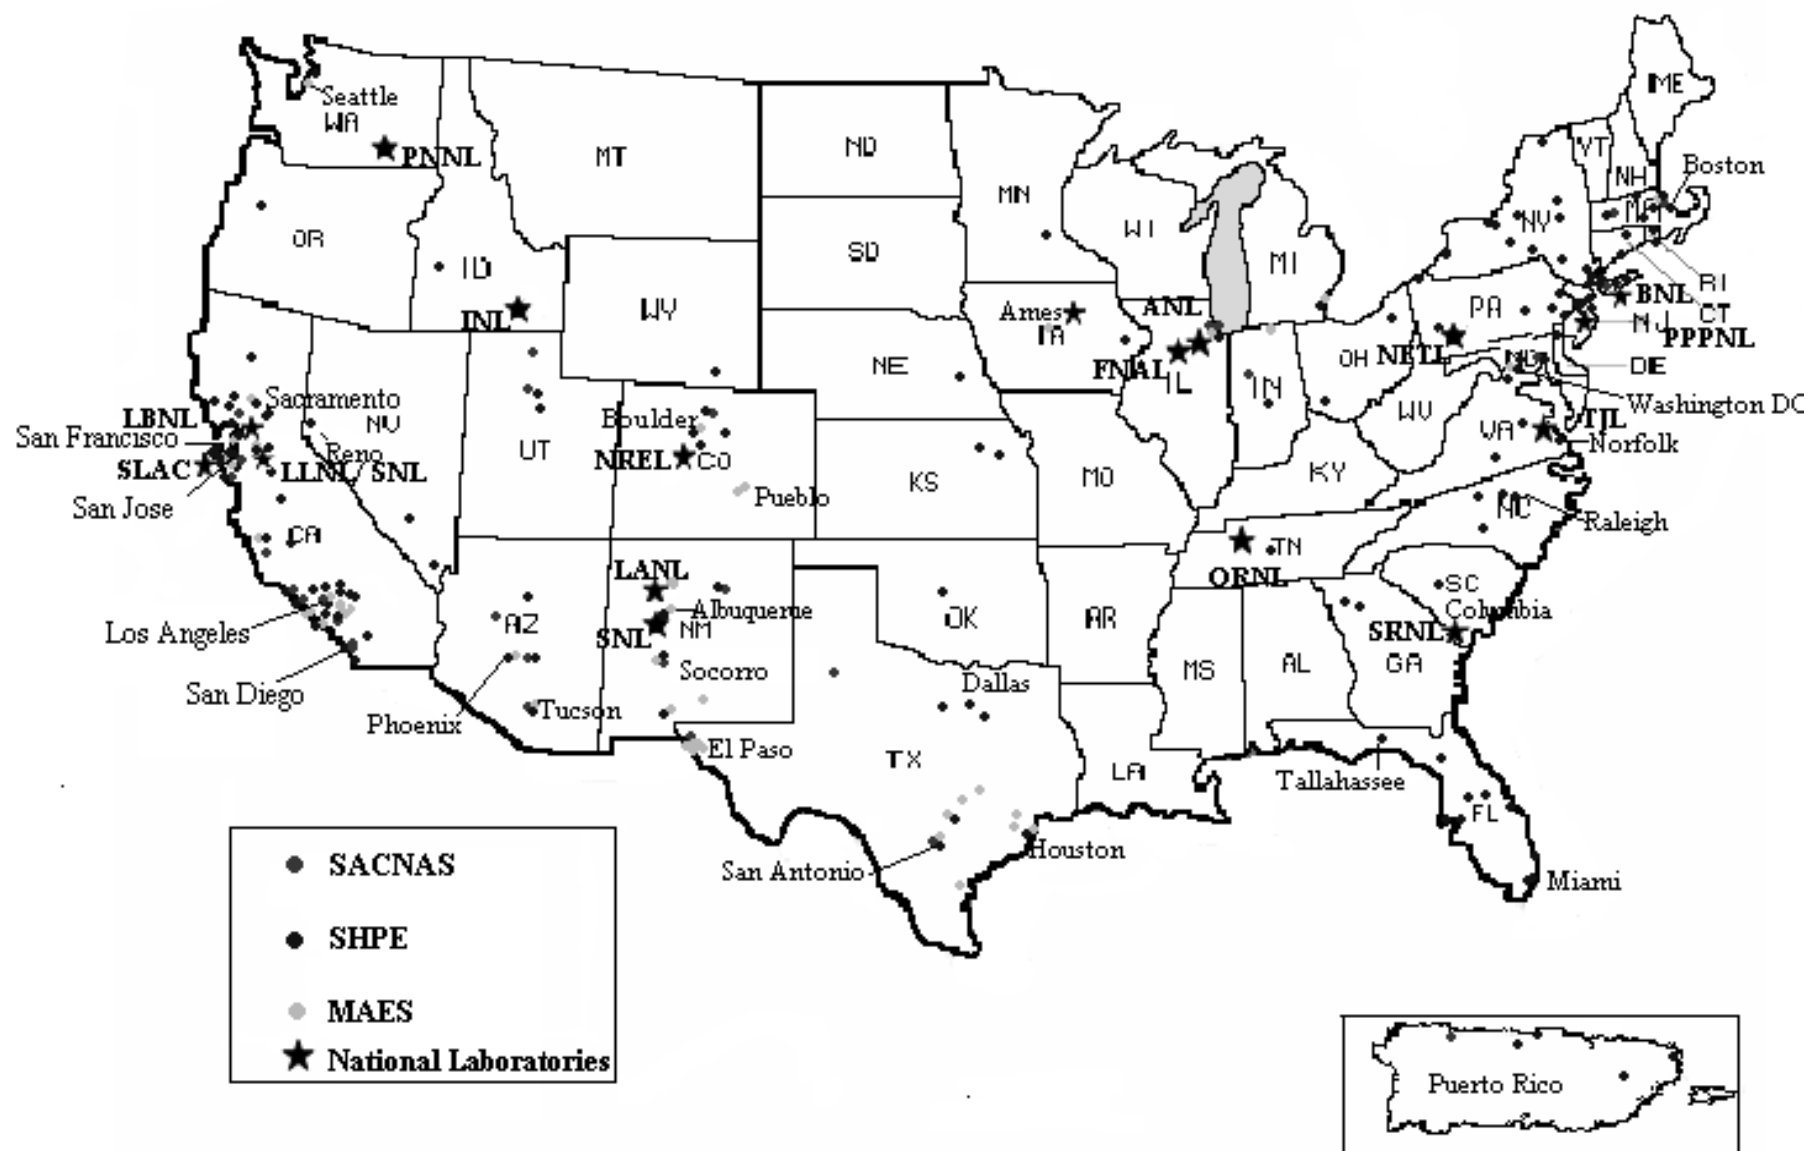 ME
Seattle
WA
PNNL
MT
ND
VT
NH
Boston
MN
MA
OR
ID
SD
WI
MI
NY
RI
INL
WY
Ames
IA
ANL
PA
BNL
CT
NJ
PPPNL
NE
FNAL
IL
IN
OH
NETL
MD
DE
Sacramento
LBNL
NV
Boulder
WV
Washington DC
San Francisco
Reno
UT
NREL
CO
VA
TJL
Norfolk
SLAC
LLNL/ SNL
KS
MO
KY
San Jose
Pueblo
NC
Raleigh
CA
LANL
TN
ORNL
SC
Los Angeles
AZ
Albuquerue
SNL
NM
OK
AR
Columbia
SRNL
San Diego
Socorro
MS
AL
GA
Phoenix
Tucson
Dallas
El Paso
TX
LA
Tallahassee
FL
San Antonio
Houston
Miami
SACNAS
SHPE
MAES
National Laboratories
Puerto Rico